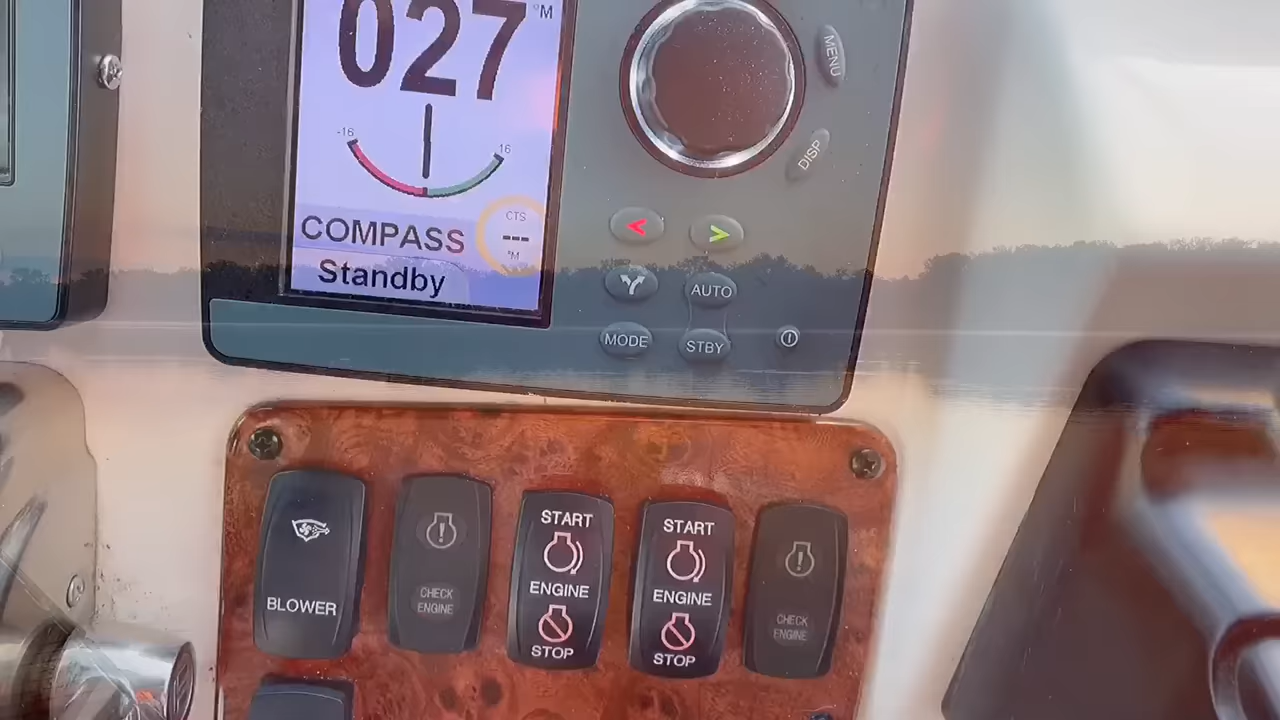 027
°M
-16
16
CTS
---
°M
COMPASS
Standby
MENU
DISP
<
>
AUTO
MODE
STBY
BLOWER
CHECK
ENGINE
START
ENGINE
STOP
START
ENGINE
STOP
CHECK
ENGINE